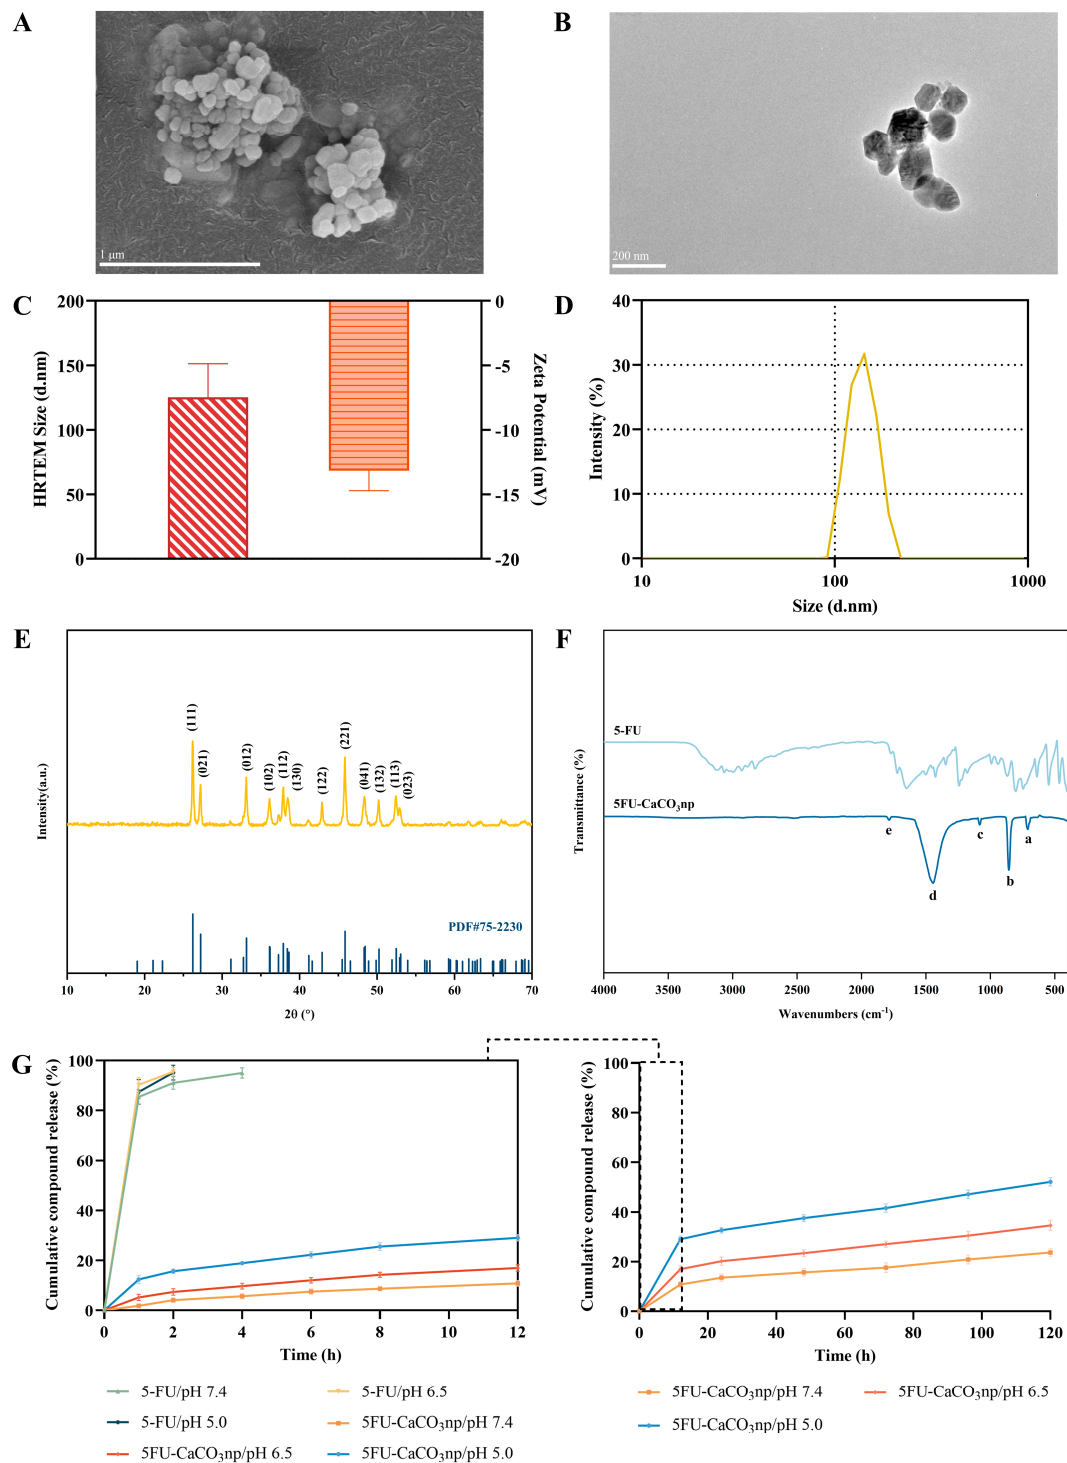 A
1 μm
B
200 nm
C
HRTEM Size (d.nm)
200
150
100
50
0
0
-5
-10
-15
-20
Zeta Potential (mV)
D
Intensity (%)
40
30
20
10
0
10
100
1000
Size (d.nm)
E
Intensity(a.u.)
(111)
(021)
(012)
(102)
(112)
(130)
(122)
(221)
(041)
(132)
(113)
(023)
PDF#75-2230
10
20
30
40
50
60
70
2θ (°)
F
Transmittance (%)
5-FU
5FU-CaCO₃np
e
d
c
b
a
4000
3500
3000
2500
2000
1500
1000
500
Wavenumbers (cm⁻¹)
G
Cumulative compound release (%)
100
80
60
40
20
0
0
2
4
6
8
10
12
Time (h)
5-FU/pH 7.4
5-FU/pH 6.5
5-FU/pH 5.0
5FU-CaCO₃np/pH 7.4
5FU-CaCO₃np/pH 6.5
5FU-CaCO₃np/pH 5.0
Cumulative compound release (%)
100
80
60
40
20
0
0
20
40
60
80
100
120
Time (h)
5FU-CaCO₃np/pH 7.4
5FU-CaCO₃np/pH 6.5
5FU-CaCO₃np/pH 5.0